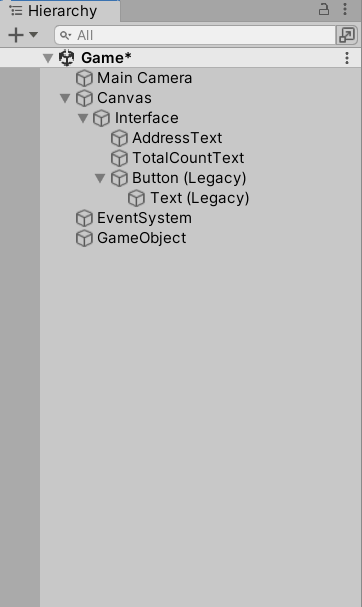 Hierarchy
All
Game*
Main Camera
Canvas
Interface
AddressText
TotalCountText
Button (Legacy)
Text (Legacy)
EventSystem
GameObject